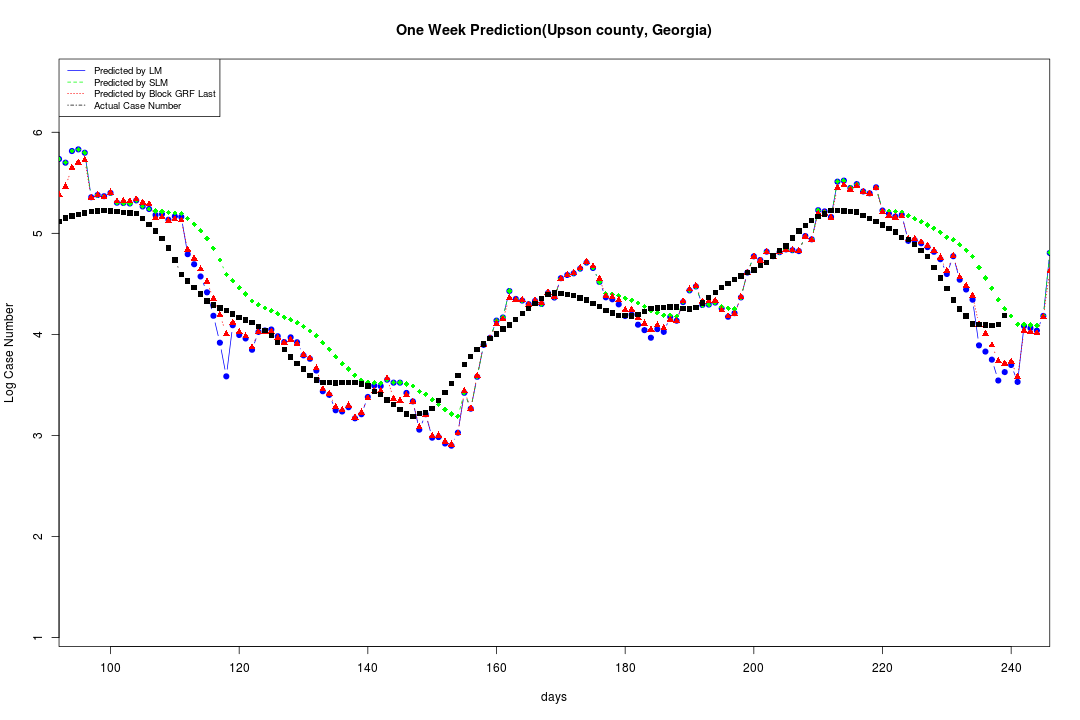 One Week Prediction(Upson county, Georgia)
Predicted by LM
Predicted by SLM
Predicted by Block GRF Last
Actual Case Number
6
5
4
3
2
1
Log Case Number
100 120 140 160 180 200 220 240
days